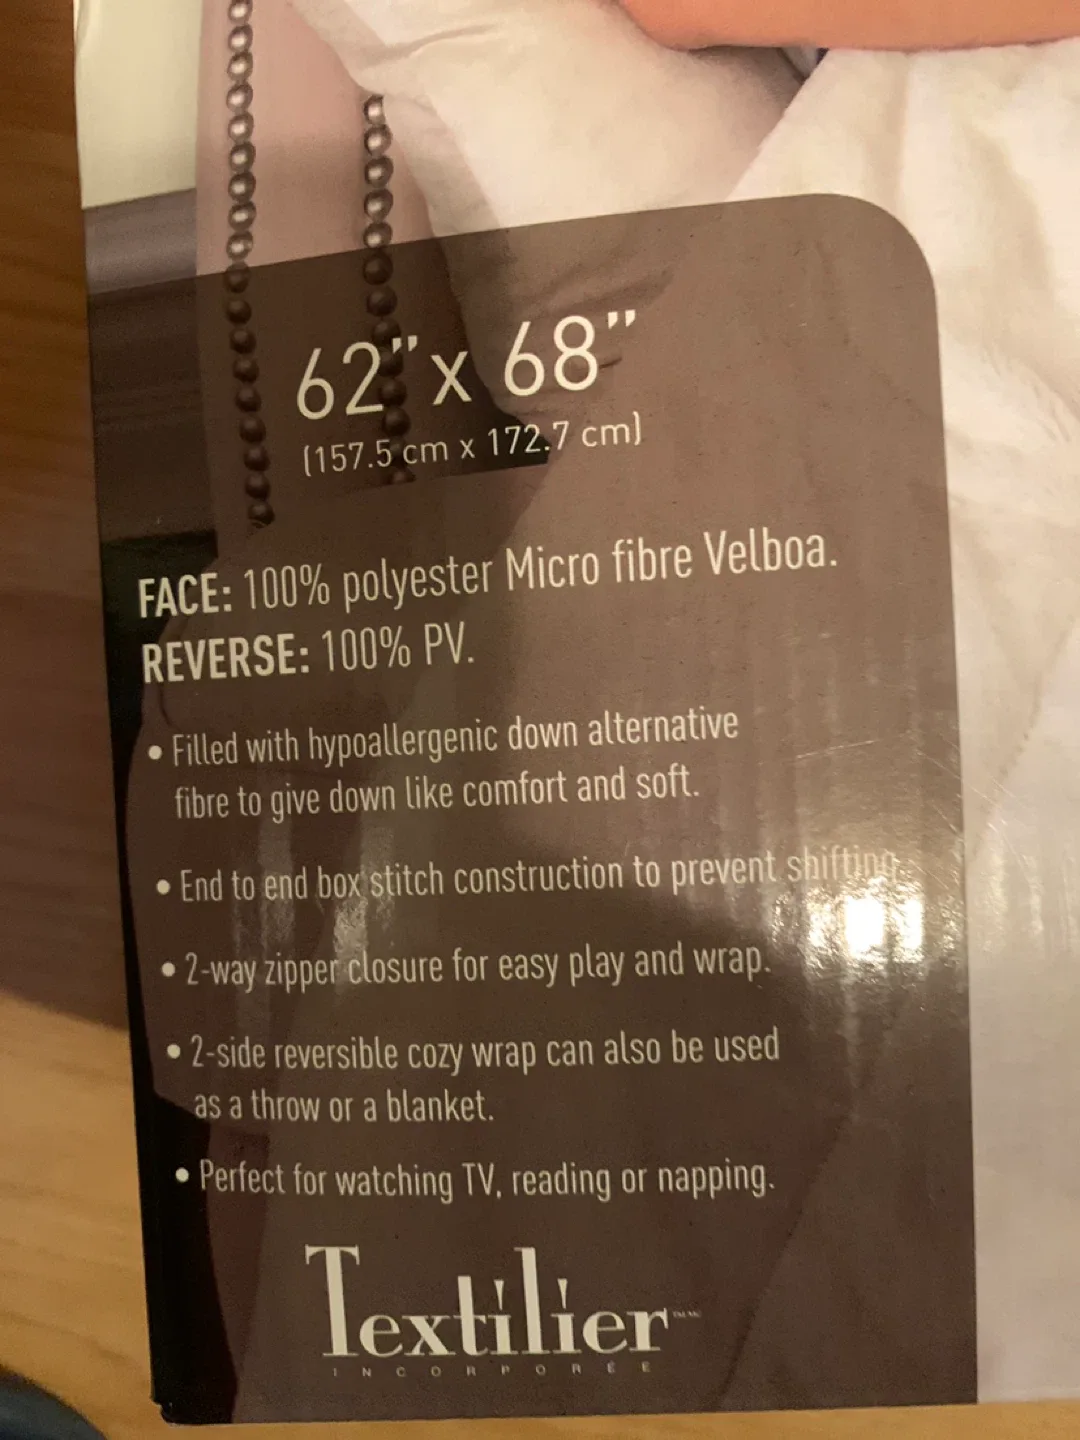 62" x 68"
(157.5 cm x 172.7 cm)
FACE: 100% polyester Micro fibre Velboa.
REVERSE: 100% PV.
• Filled with hypoallergenic down alternative
fibre to give down like comfort and soft.
• End to end box stitch construction to prevent shifting.
• 2-way zipper closure for easy play and wrap.
• 2-side reversible cozy wrap can also be used
as a throw or a blanket.
• Perfect for watching TV, reading or napping.
Textilier
INCORPORÉE